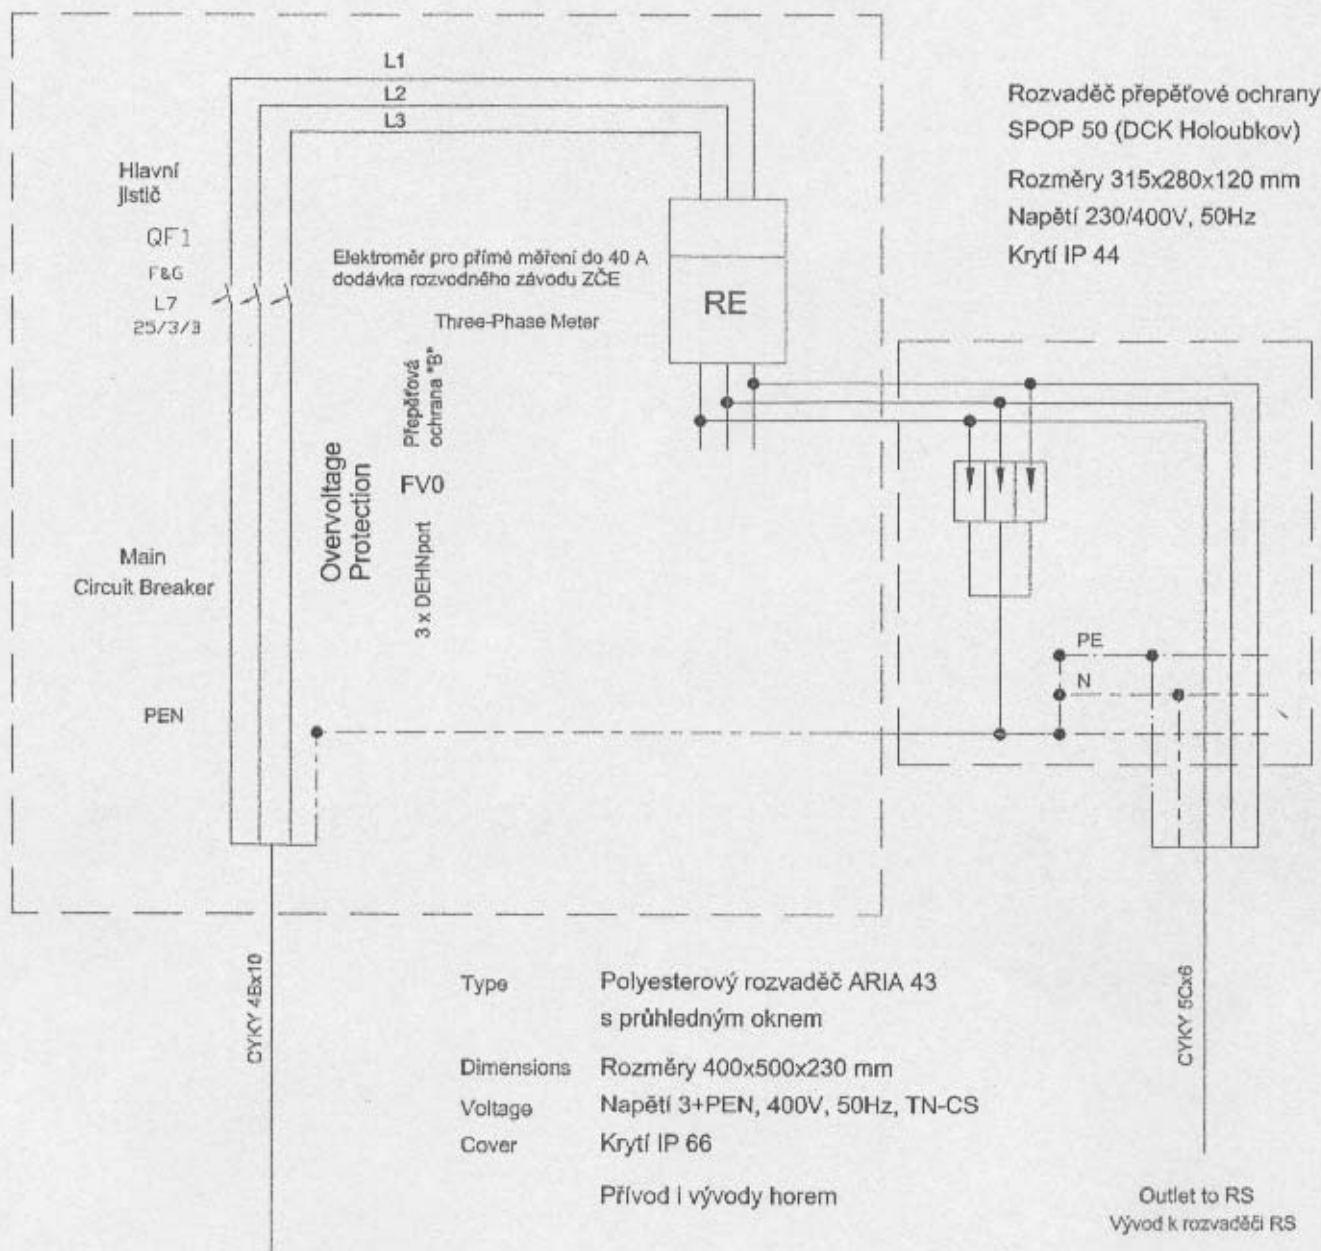 L1
L2
L3
Hlavní
jistič
QF1
F&G
L7
25/3/3
Elektroměr pro přímé měření do 40 A
dodávka rozvodného závodu ZČE
Three-Phase Meter
RE
Rozvaděč přepěťové ochrany
SPOP 50 (DCK Holoubkov)
Rozměry 315x280x120 mm
Napětí 230/400V, 50Hz
Krytí IP 44
Overvoltage
Protection
Přepěťová
ochrana "B"
FV0
3 x DEHNport
Main
Circuit Breaker
PEN
PE
N
CYKY 4Bx10
Type Polyesterový rozvaděč ARIA 43
s průhledným oknem
Dimensions Rozměry 400x500x230 mm
Voltage Napětí 3+PEN, 400V, 50Hz, TN-CS
Cover Krytí IP 66
Přívod i vývody horem
CYKY 5Cx6
Outlet to RS
Vývod k rozvaděči RS